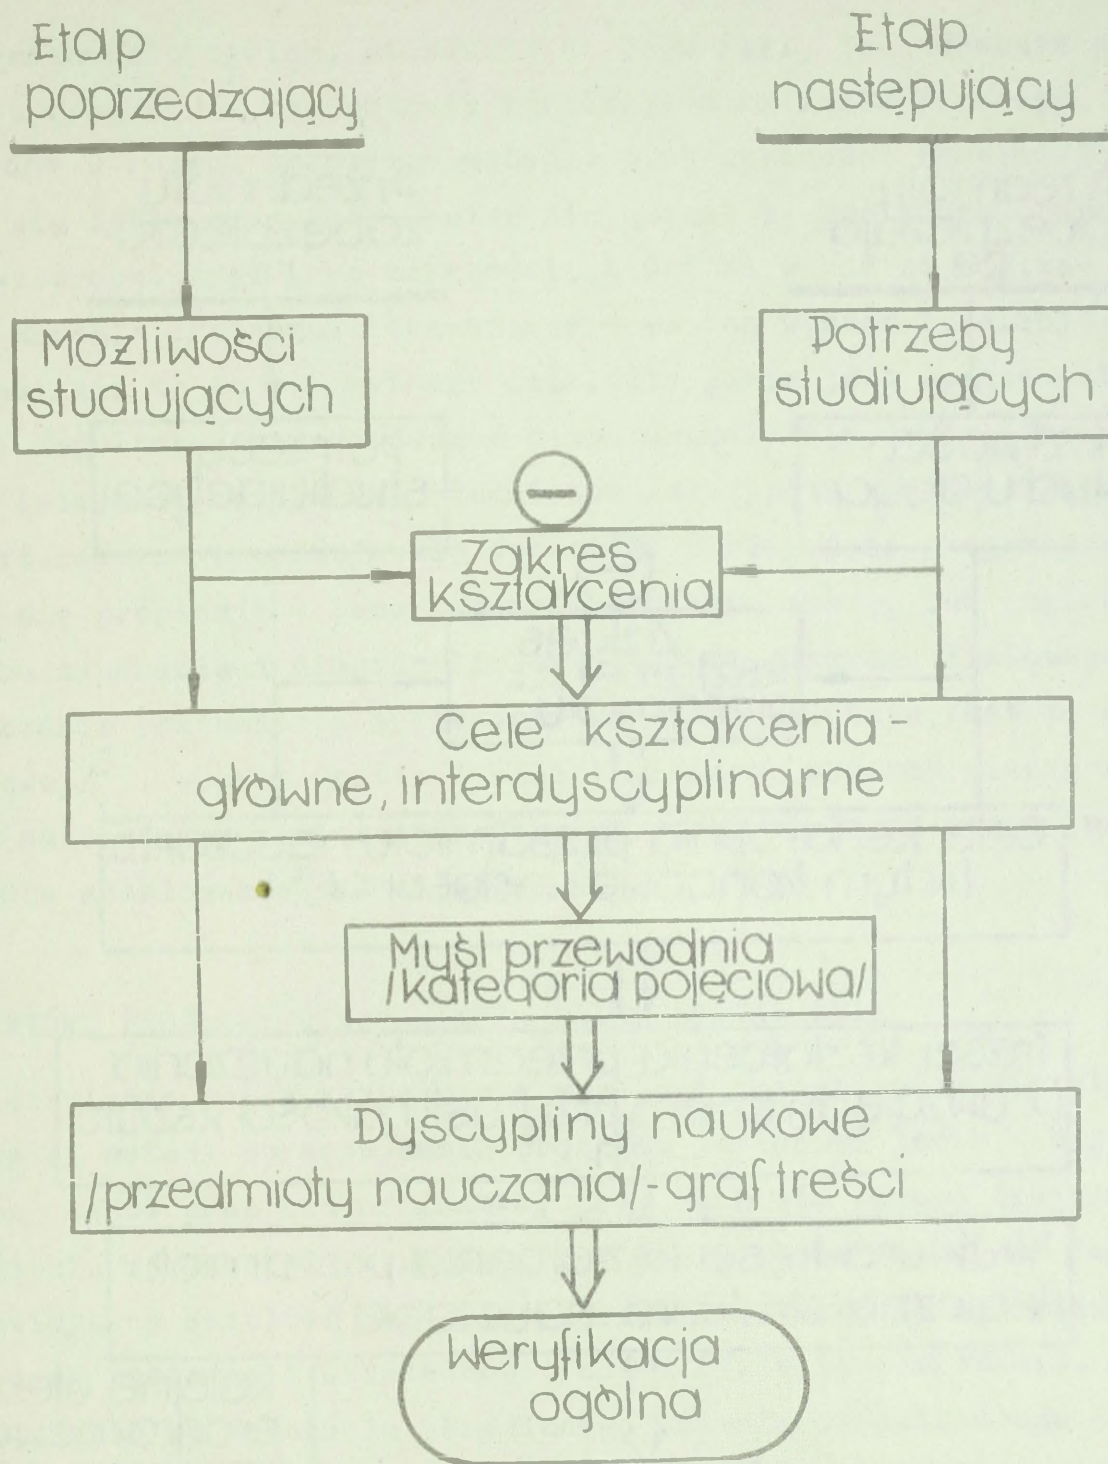 Etap
poprzedzający
Etap
następujący
Możliwości
studiujących
Potrzeby
studiujących
Zakres
kształcenia
Cele kształcenia -
główne, interdyscyplinarne
Myśl przewodnia
/kategoria pojęciowa/
Dyscypliny naukowe
/przedmioty nauczania/-graf treści
Weryfikacja
ogólna